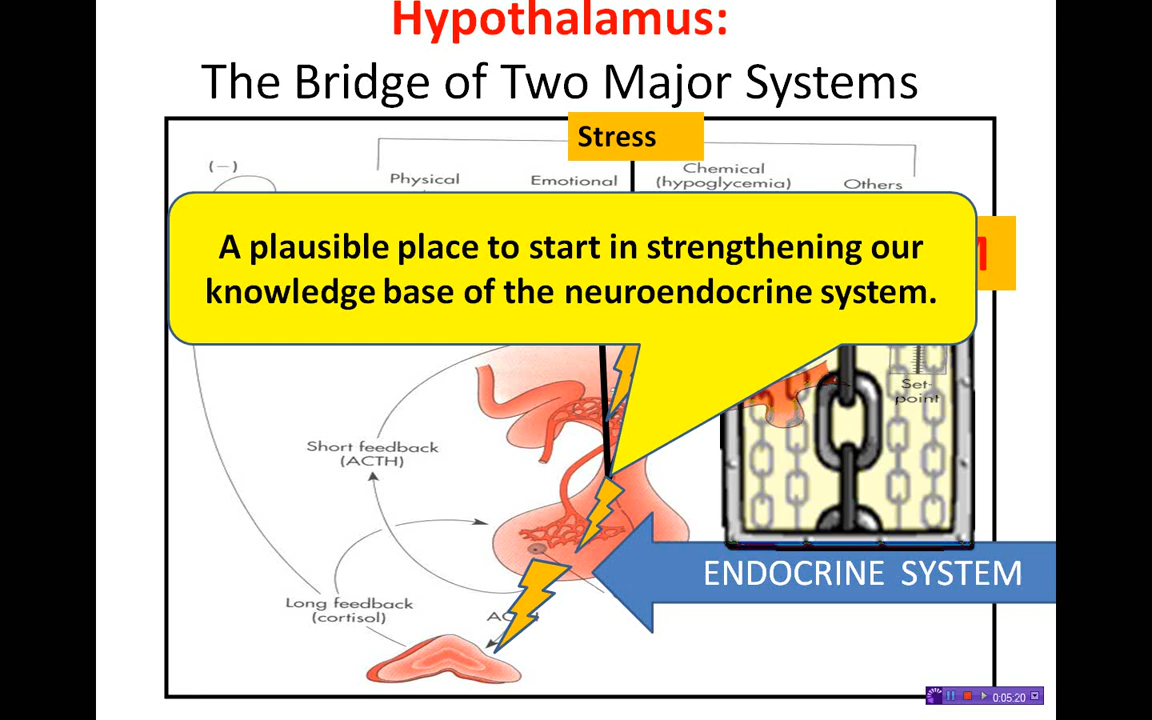 Hypothalamus:
The Bridge of Two Major Systems
Stress
(−)
Physical
Emotional
Chemical
(hypoglycemia)
Others
A plausible place to start in strengthening our
knowledge base of the neuroendocrine system.
Set-
point
Short feedback
(ACTH)
ENDOCRINE SYSTEM
Long feedback
(cortisol)
0:05:20